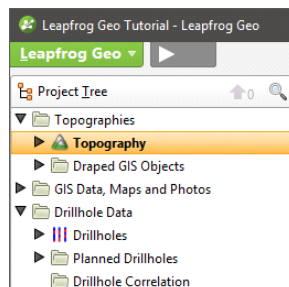 Leapfrog Geo Tutorial - Leapfrog Geo
Leapfrog Geo
Project Tree 0
Topographies
Topography
Draped GIS Objects
GIS Data, Maps and Photos
Drillhole Data
Drillholes
Planned Drillholes
Drillhole Correlation